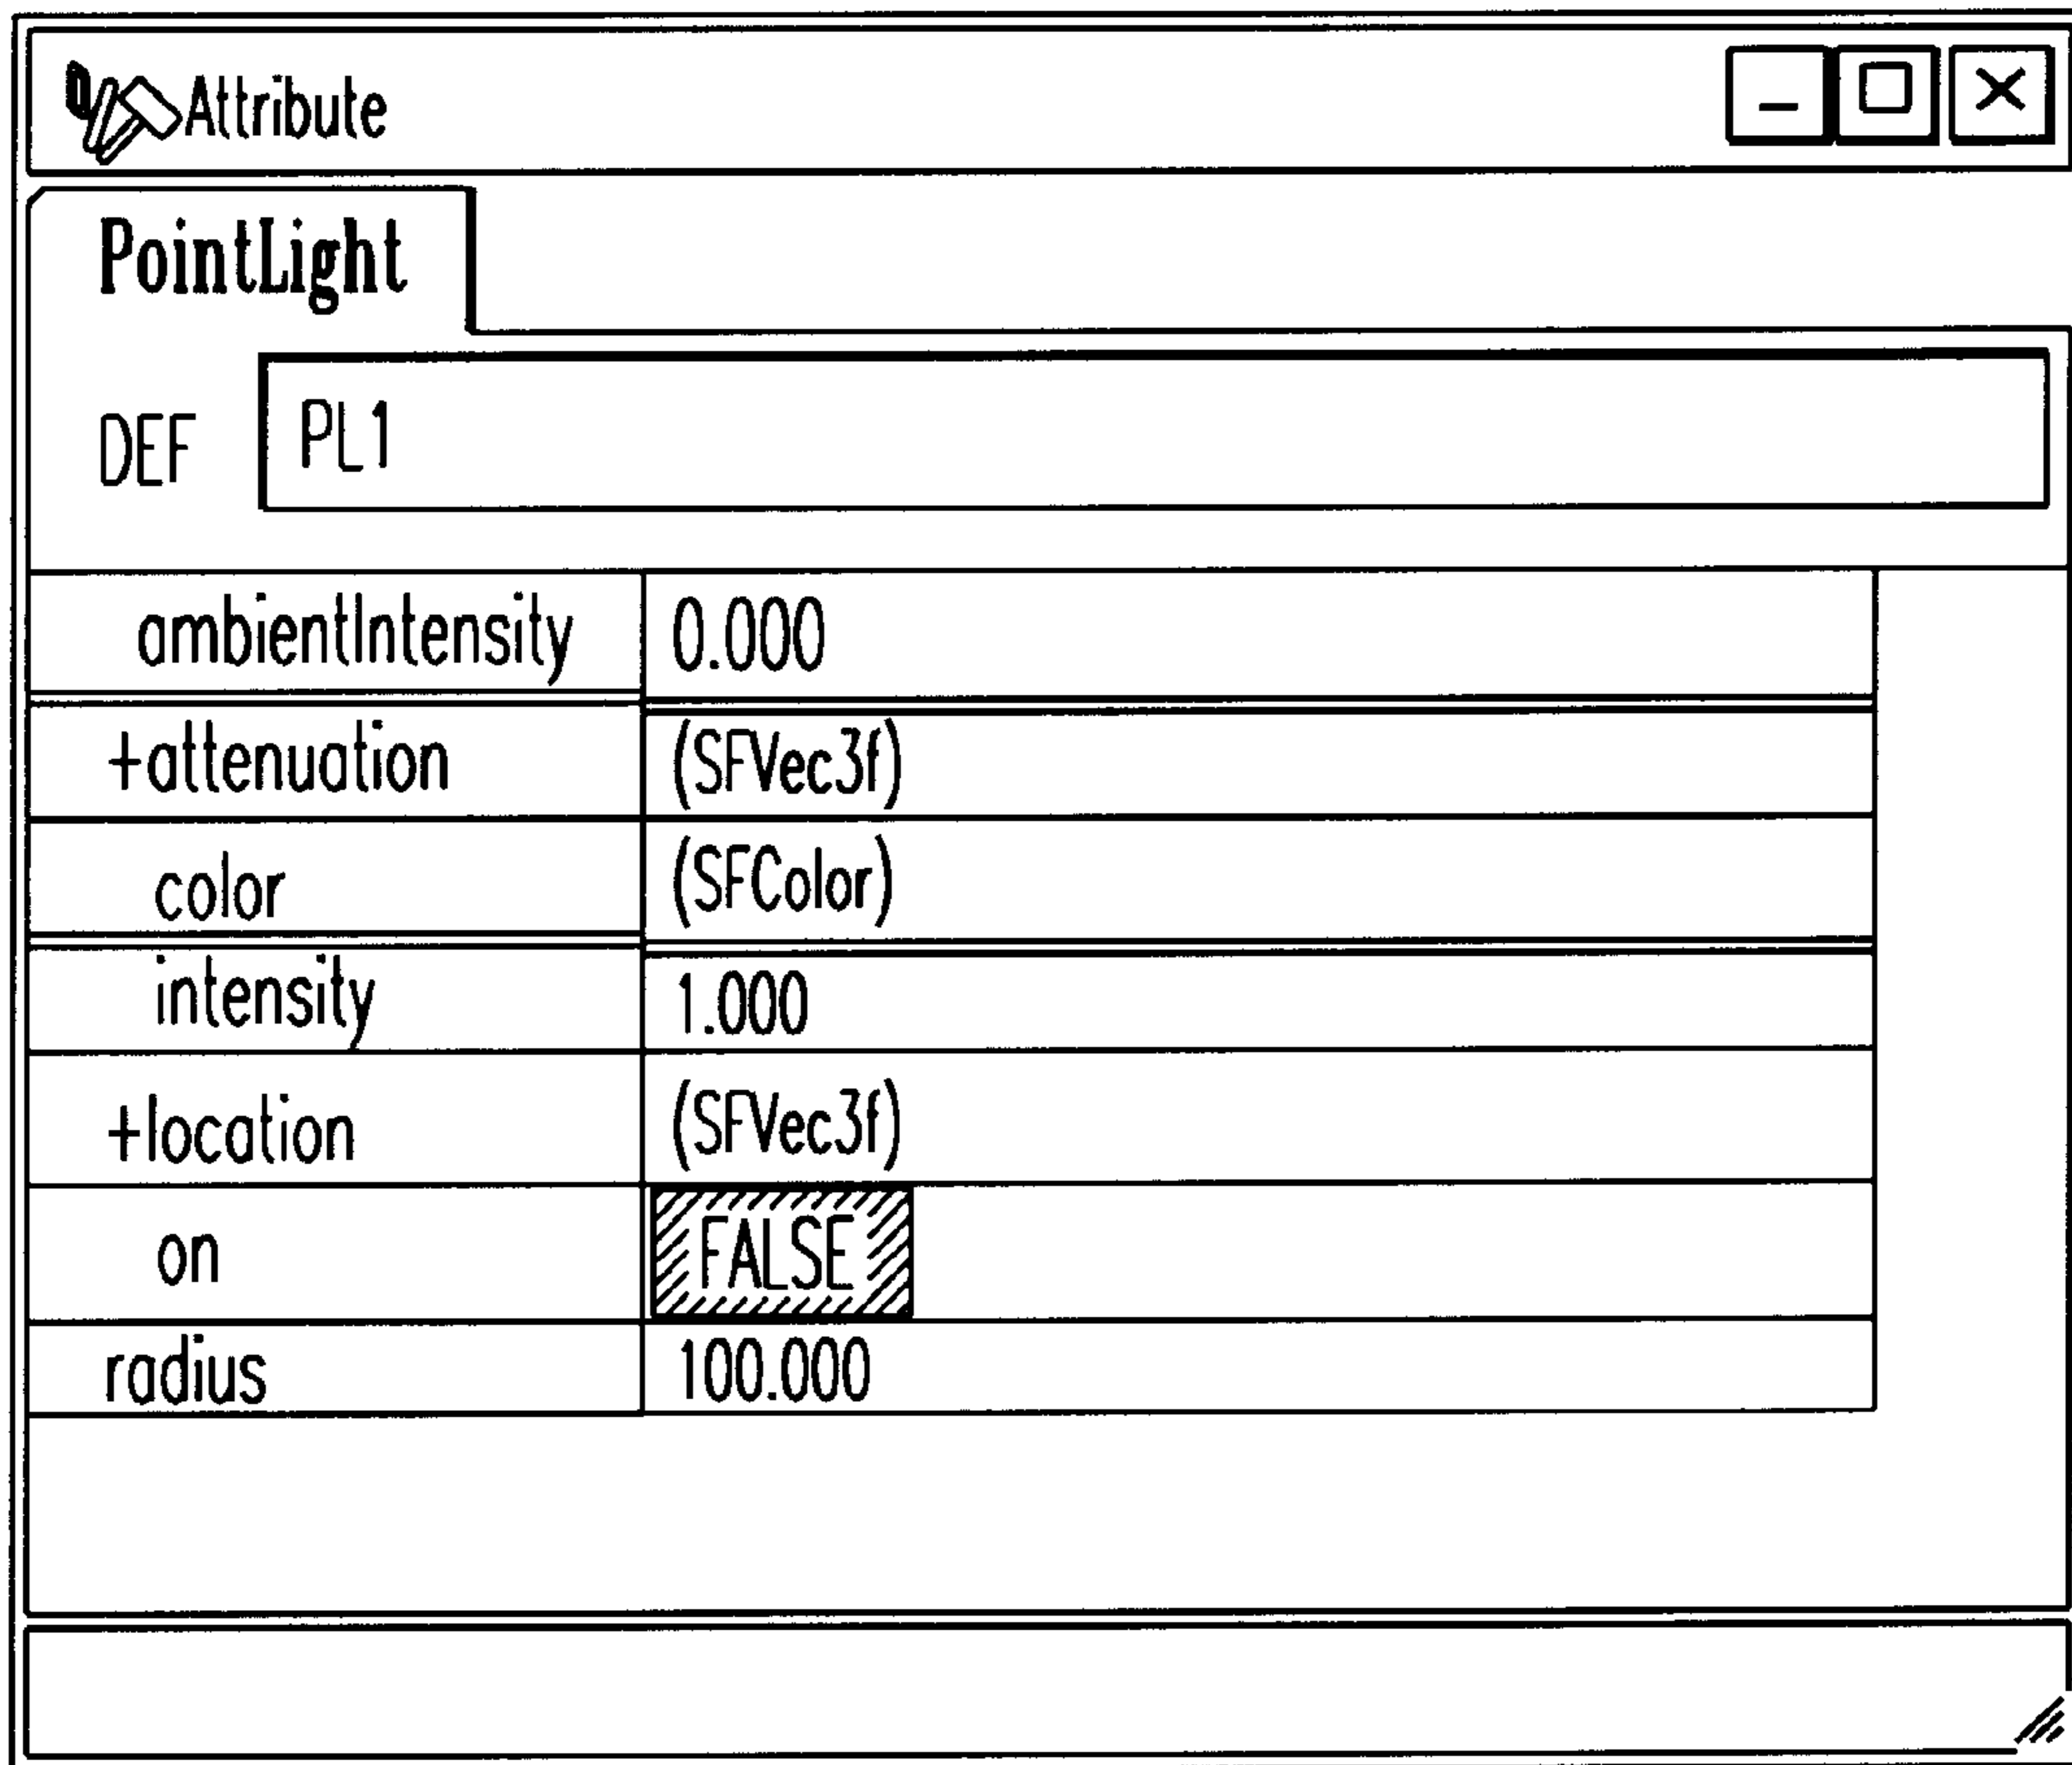 Attribute
PointLight
DEF PL1
ambientIntensity 0.000
+attenuation (SFVec3f)
color (SFColor)
intensity 1.000
+location (SFVec3f)
on FALSE
radius 100.000